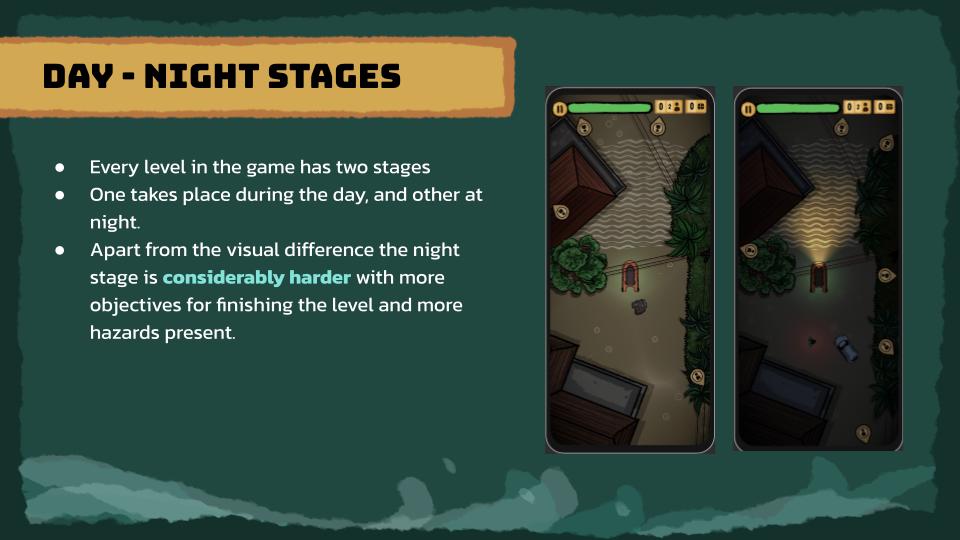 DAY - NIGHT STAGES
● Every level in the game has two stages
● One takes place during the day, and other at
night.
● Apart from the visual difference the night
stage is considerably harder with more
objectives for finishing the level and more
hazards present.